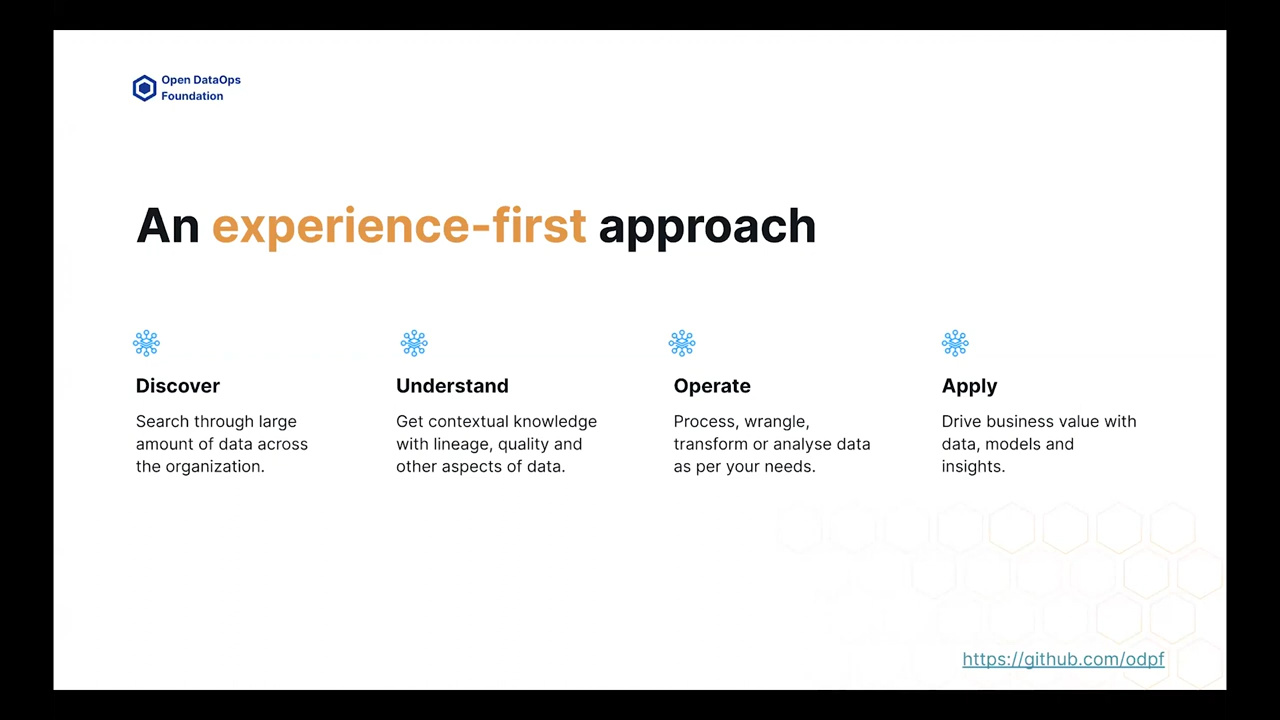 Open DataOps
Foundation
An experience-first approach
Discover
Search through large
amount of data across
the organization.
Understand
Get contextual knowledge
with lineage, quality and
other aspects of data.
Operate
Process, wrangle,
transform or analyse data
as per your needs.
Apply
Drive business value with
data, models and
insights.
https://github.com/odpf